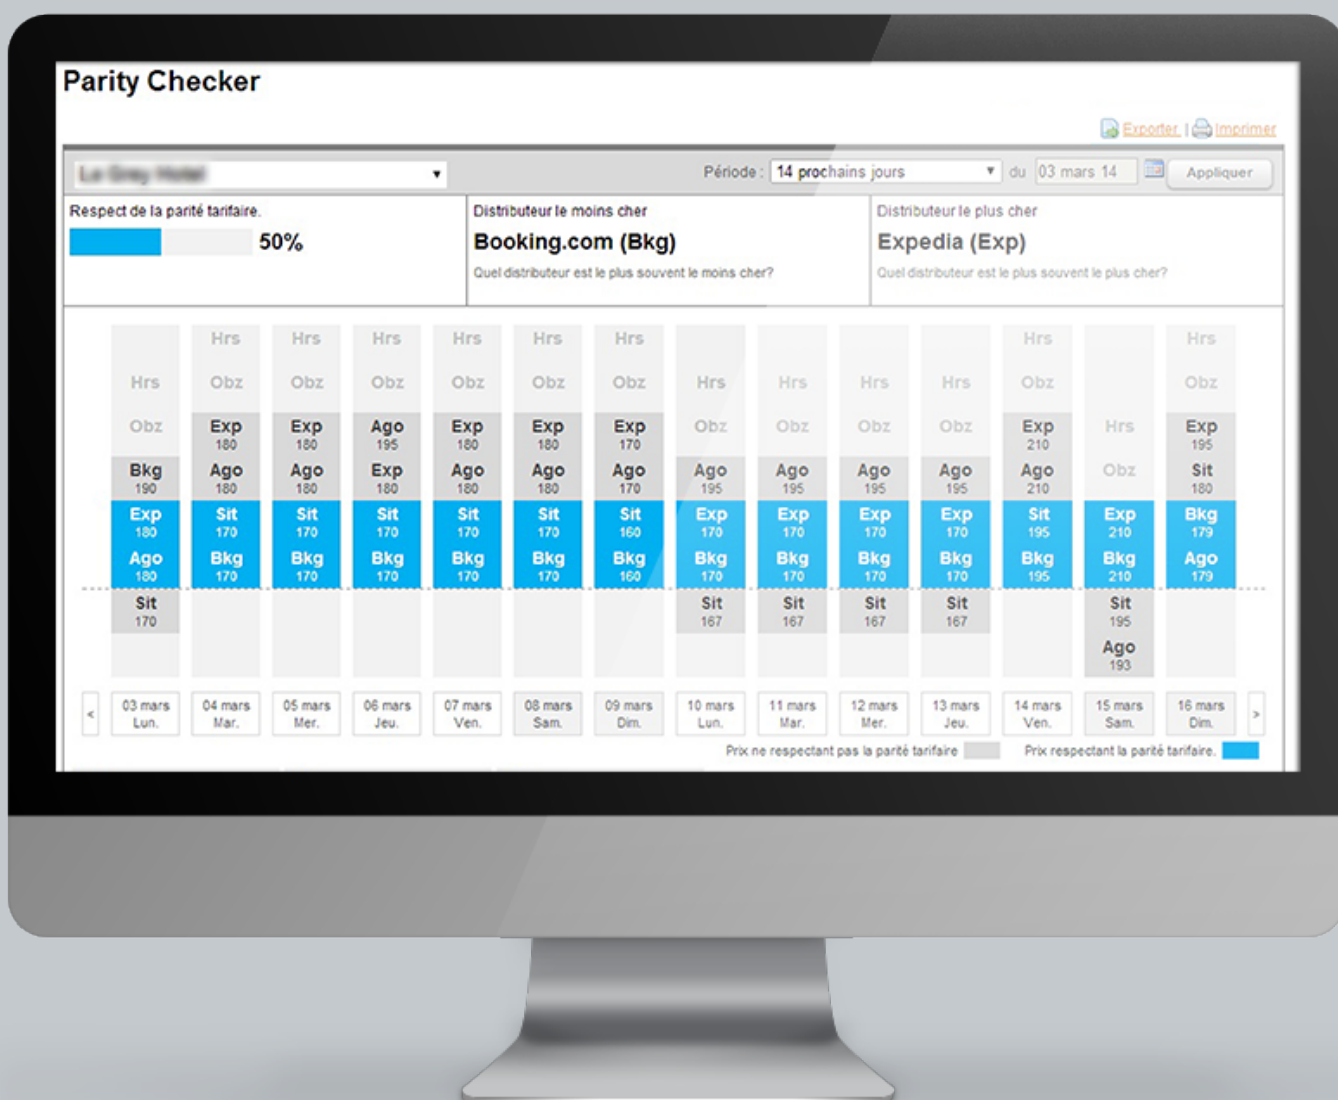 Parity Checker
Exporter | Imprimer
Période : 14 prochains jours du 03 mars 14 Appliquer
Respect de la parité tarifaire. Distributeur le moins cher Distributeur le plus cher
50% Booking.com (Bkg) Expedia (Exp)
Quel distributeur est le plus souvent le moins cher? Quel distributeur est le plus souvent le plus cher?
Hrs Hrs Hrs Hrs Hrs Hrs Hrs Hrs
Hrs Obz Obz Obz Obz Obz Obz Hrs Hrs Hrs Hrs Obz Obz
Obz Exp Exp Ago Exp Exp Exp Obz Obz Obz Obz Exp Hrs Exp
180 180 195 180 180 170 210 195
Bkg Ago Ago Exp Ago Ago Ago Ago Ago Ago Ago Ago Obz Sit
190 180 180 180 180 180 170 195 195 195 195 210 180
Exp Sit Sit Sit Sit Sit Sit Exp Exp Exp Exp Sit Exp Bkg
180 170 170 170 170 170 160 170 170 170 170 195 210 179
Ago Bkg Bkg Bkg Bkg Bkg Bkg Bkg Bkg Bkg Bkg Bkg Bkg Ago
180 170 170 170 170 170 160 170 170 170 170 195 210 179
Sit Sit Sit Sit Sit Sit
170 167 167 167 167 195
Ago
193
< 03 mars 04 mars 05 mars 06 mars 07 mars 08 mars 09 mars 10 mars 11 mars 12 mars 13 mars 14 mars 15 mars 16 mars >
Lun. Mar. Mer. Jeu. Ven. Sam. Dim. Lun. Mar. Mer. Jeu. Ven. Sam. Dim.
Prix ne respectant pas la parité tarifaire Prix respectant la parité tarifaire.